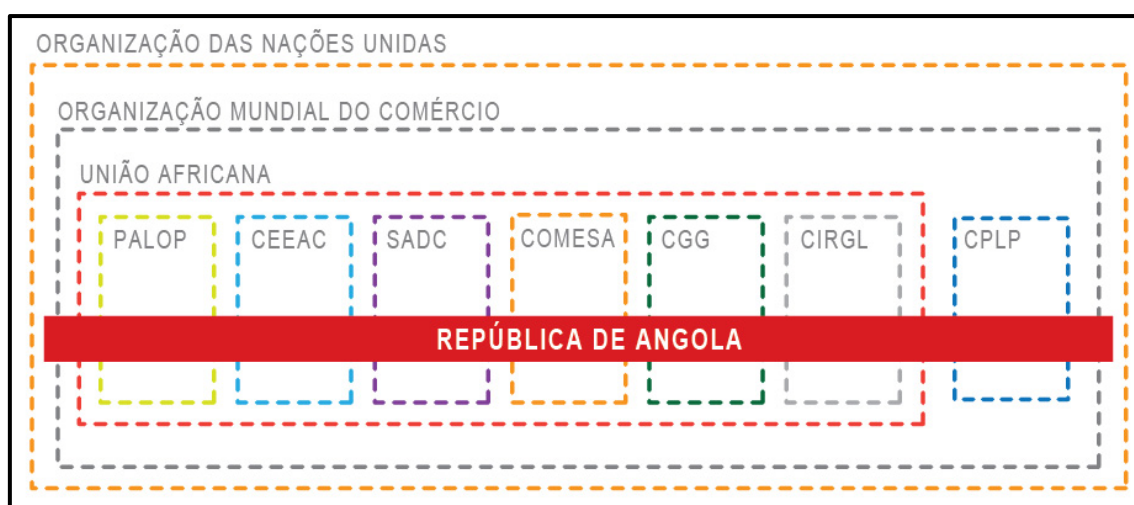 ORGANIZAÇÃO DAS NAÇÕES UNIDAS
ORGANIZAÇÃO MUNDIAL DO COMÉRCIO
UNIÃO AFRICANA
PALOP
CEEAC
SADC
COMESA
CGG
CIRGL
CPLP
REPÚBLICA DE ANGOLA